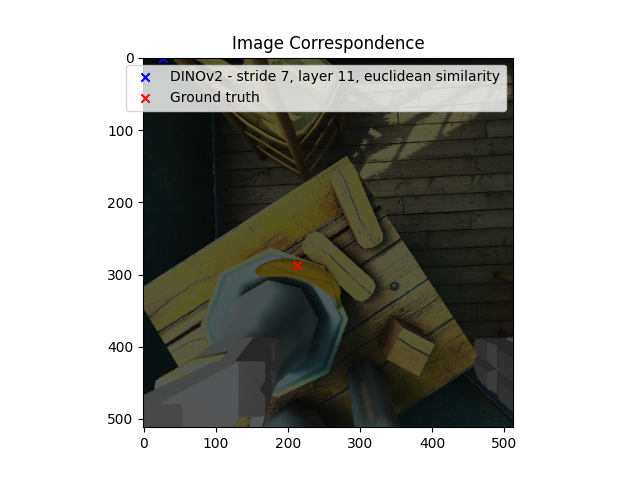 Image Correspondence
DINOv2 - stride 7, layer 11, euclidean similarity
Ground truth
0
100
200
300
400
500
0 100 200 300 400 500